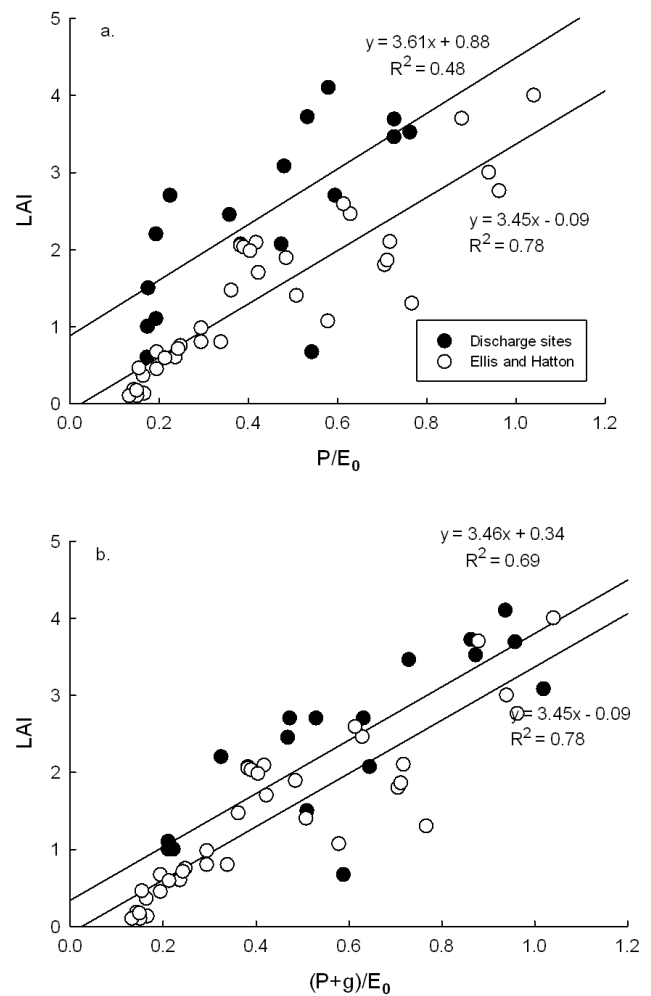 a.
y = 3.61x + 0.88
R² = 0.48
5
4
3
2
1
0
LAI
y = 3.45x - 0.09
R² = 0.78
Discharge sites
Ellis and Hatton
0.0 0.2 0.4 0.6 0.8 1.0 1.2
P/E₀
b.
y = 3.46x + 0.34
R² = 0.69
5
4
3
2
1
0
LAI
y = 3.45x - 0.09
R² = 0.78
0.0 0.2 0.4 0.6 0.8 1.0 1.2
(P+g)/E₀